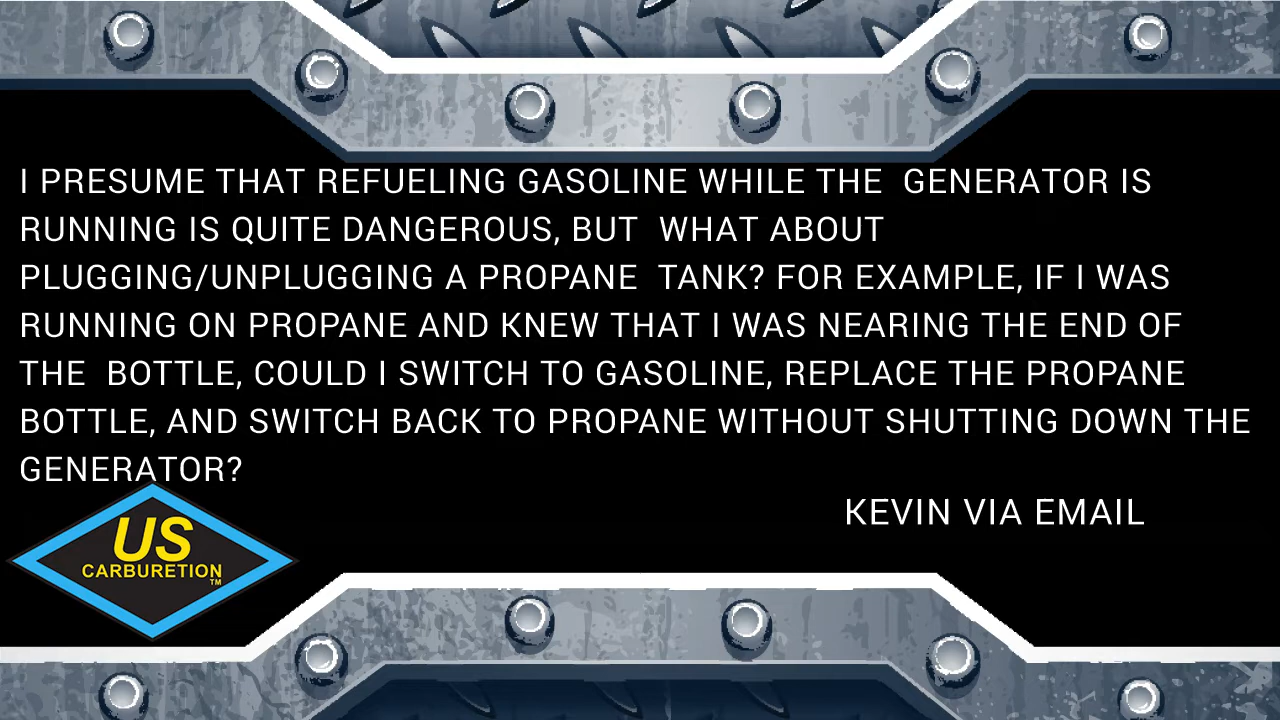 I PRESUME THAT REFUELING GASOLINE WHILE THE GENERATOR IS
RUNNING IS QUITE DANGEROUS, BUT WHAT ABOUT
PLUGGING/UNPLUGGING A PROPANE TANK? FOR EXAMPLE, IF I WAS
RUNNING ON PROPANE AND KNEW THAT I WAS NEARING THE END OF
THE BOTTLE, COULD I SWITCH TO GASOLINE, REPLACE THE PROPANE
BOTTLE, AND SWITCH BACK TO PROPANE WITHOUT SHUTTING DOWN THE
GENERATOR?
KEVIN VIA EMAIL
US
CARBURETION
TM